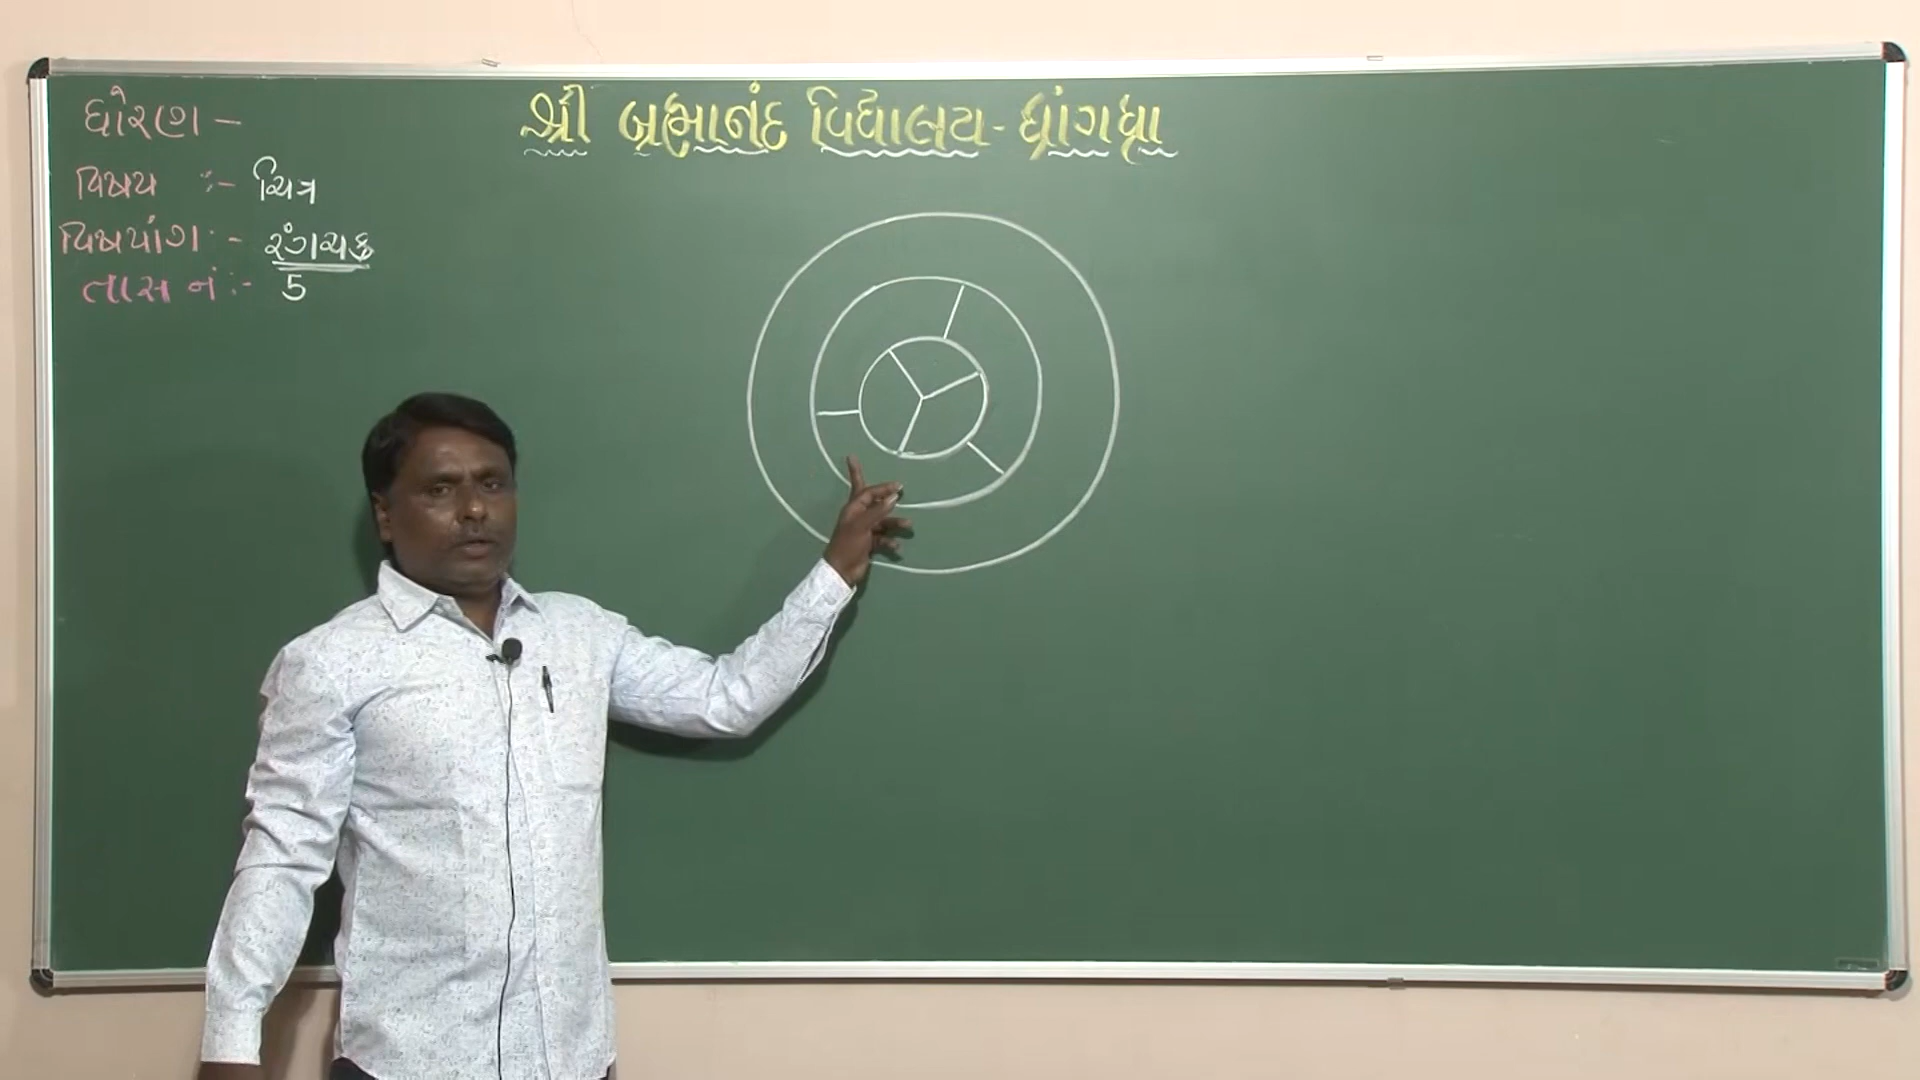 શ્રી બ્રહ્માનંદ વિદ્યાલય - ધ્રાંગધ્રા
ધોરણ -
વિષય :- ચિત્ર
વિષયાંગ :- રંગચક્ર
તાસ નં :- 5